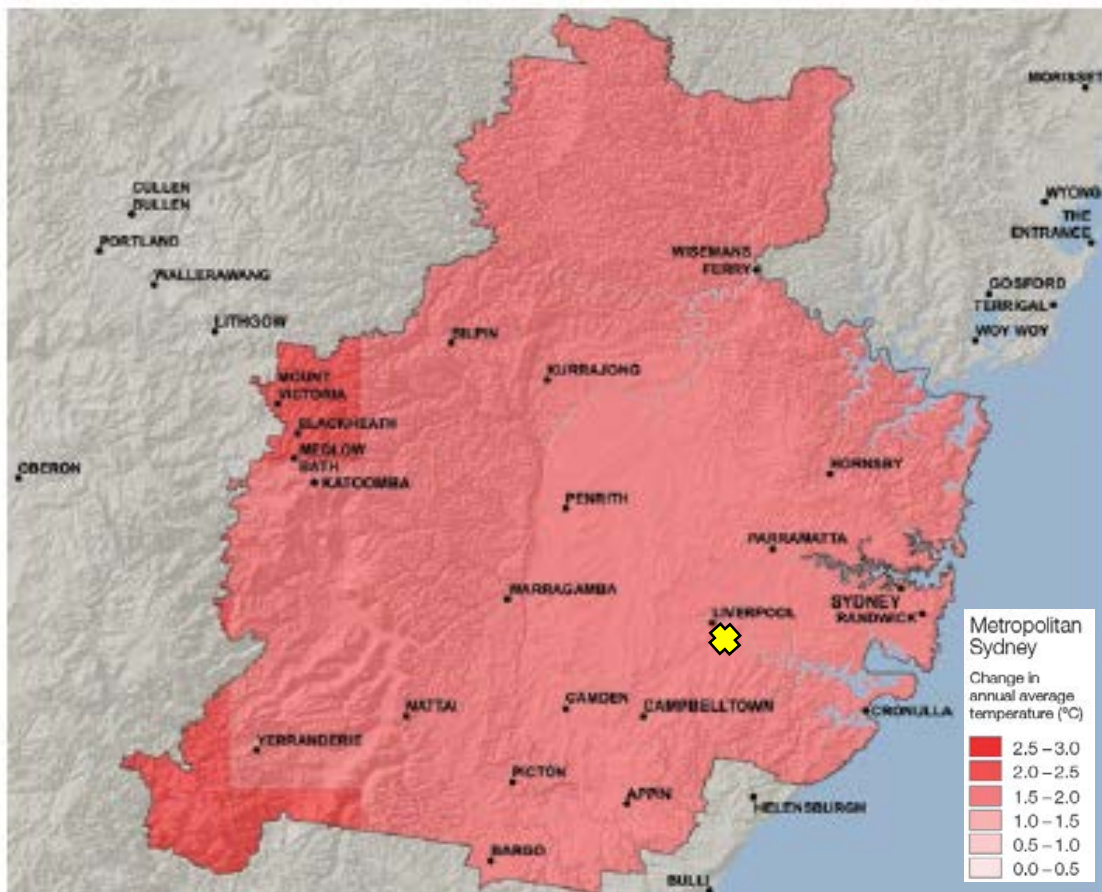 MORISSET
CULLEN
BULLEN
WYONG
THE
ENTRANCE
PORTLAND
WISEMANS
FERRY
WALLERAWANG
GOSFORD
TERRIGAL
LITHGOW
WOY WOY
BILPIN
KURRAJONG
MOUNT
VICTORIA
BLACKHEATH
MEDLOW
BATH
OBERON
HORNSBY
KATOOMBA
PENRITH
PARRAMATTA
WARRAGAMBA
SYDNEY
LIVERPOOL
RANDWICK
NATTAI
CAMDEN
CAMPBELLTOWN
CRONULLA
YERRANDERIE
PICTON
APPIN
HELENSBURGH
BARGO
BULLI
Metropolitan
Sydney
Change in
annual average
temperature (°C)
2.5 – 3.0
2.0 – 2.5
1.5 – 2.0
1.0 – 1.5
0.5 – 1.0
0.0 – 0.5